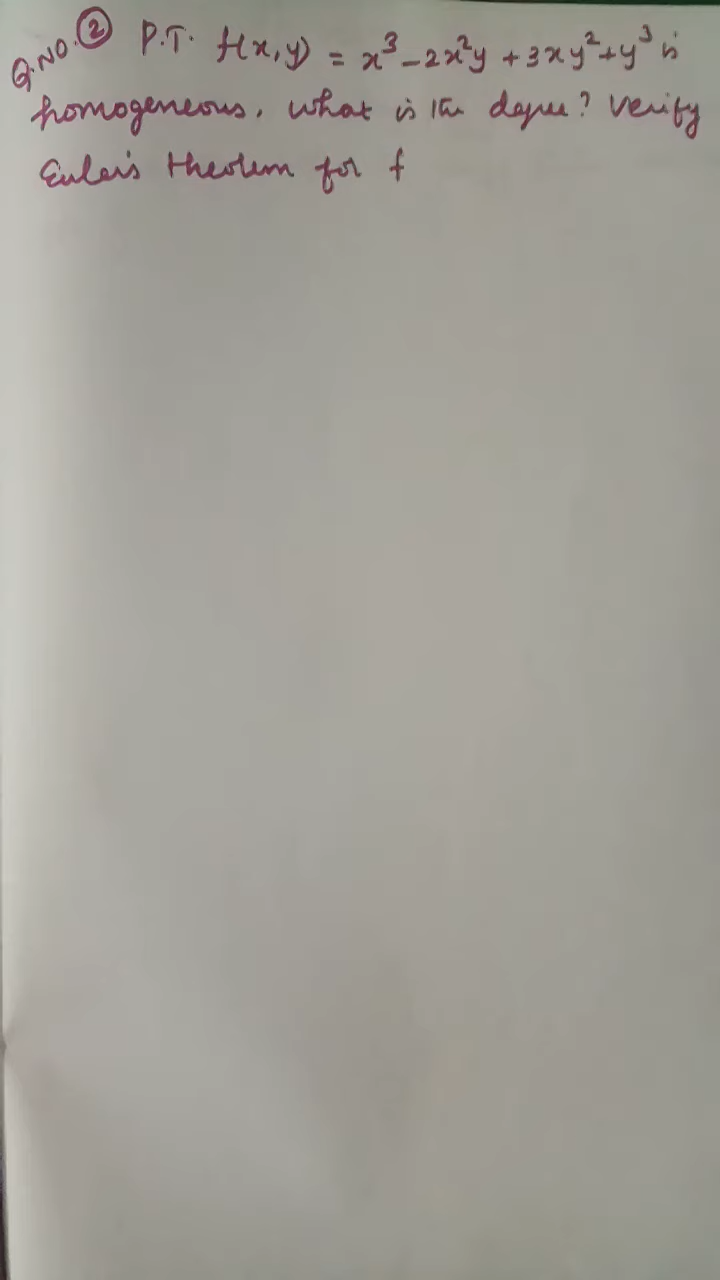 Q.NO. ② P.T. f(x,y) = x³ - 2x²y + 3xy² + y³ is
homogeneous. What is the degree? Verify
Euler's theorem for f